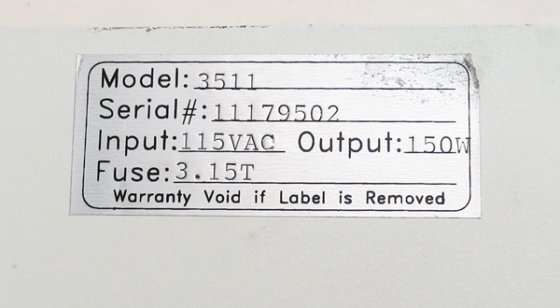 Model: 3511
Serial#: 11179502
Input: 115VAC Output: 150W
Fuse: 3.15T
Warranty Void if Label is Removed